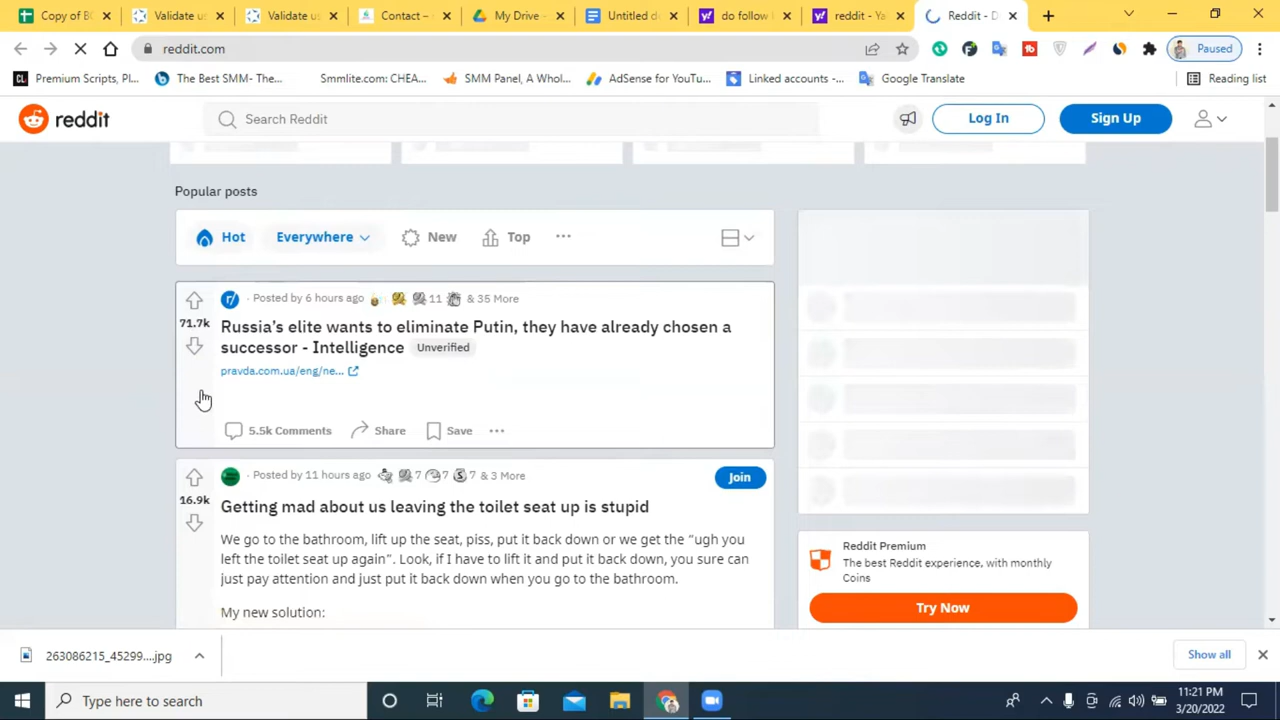 Copy of BC
Validate us
Validate us
Contact –
My Drive -
Untitled do
do follow l
reddit - Ya
Reddit - D
reddit.com
Paused
Premium Scripts, Pl...
The Best SMM- The...
Smmlite.com: CHEA...
SMM Panel, A Whol...
AdSense for YouTu...
Linked accounts -...
Google Translate
Reading list
reddit
Search Reddit
Log In
Sign Up
Popular posts
Hot
Everywhere
New
Top
Posted by 6 hours ago
11
& 35 More
71.7k
Russia's elite wants to eliminate Putin, they have already chosen a
successor - Intelligence
Unverified
pravda.com.ua/eng/ne...
5.5k Comments
Share
Save
Posted by 11 hours ago
7
7
7
& 3 More
Join
16.9k
Getting mad about us leaving the toilet seat up is stupid
We go to the bathroom, lift up the seat, piss, put it back down or we get the "ugh you
left the toilet seat up again". Look, if I have to lift it and put it back down, you sure can
just pay attention and just put it back down when you go to the bathroom.
My new solution:
Reddit Premium
The best Reddit experience, with monthly
Coins
Try Now
263086215_45299....jpg
Show all
Type here to search
11:21 PM
3/20/2022